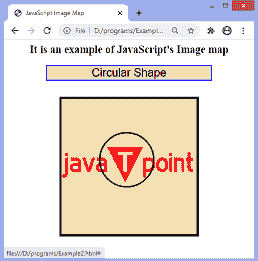 JavaScript Image Map
File | D:/programs/Exampl...
It is an example of JavaScript's Image map
Circular Shape
java T point
file:///D:/programs/Example2.html#